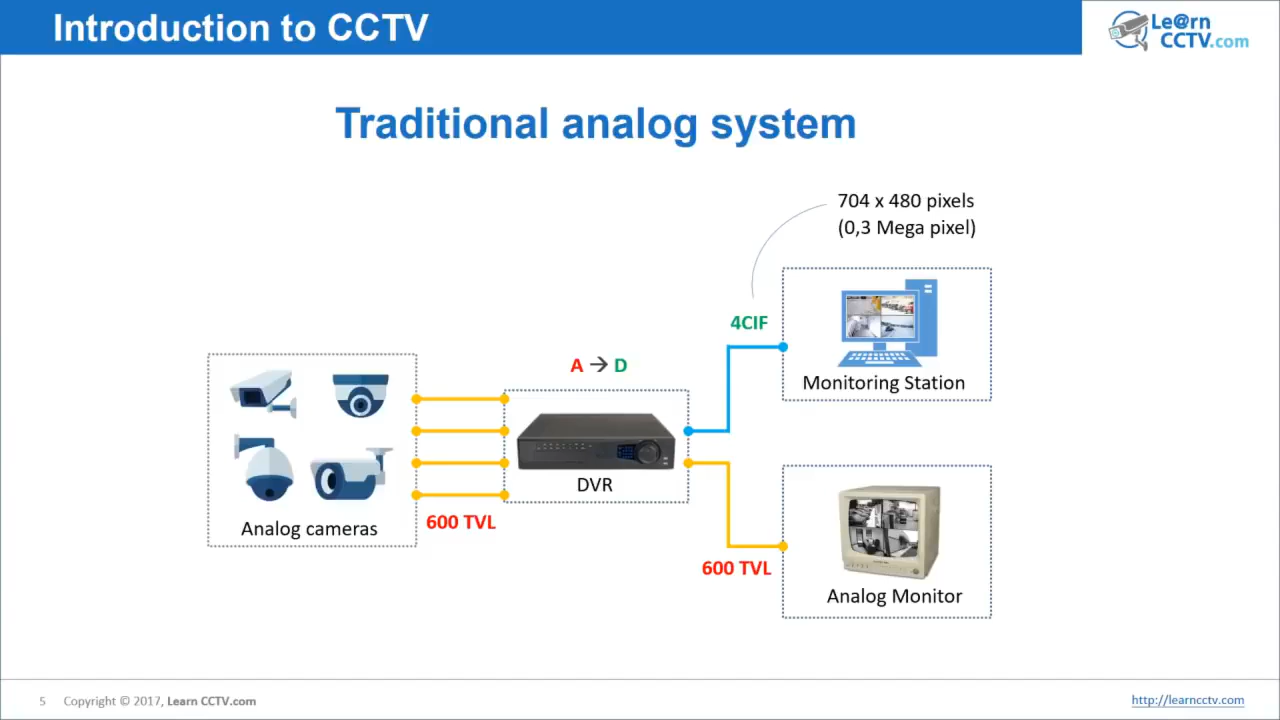 Introduction to CCTV
Le@rn
CCTV.com
Traditional analog system
704 x 480 pixels
(0,3 Mega pixel)
4CIF
A → D
Monitoring Station
DVR
Analog cameras
600 TVL
600 TVL
Analog Monitor
5 Copyright © 2017, Learn CCTV.com
http://learncctv.com